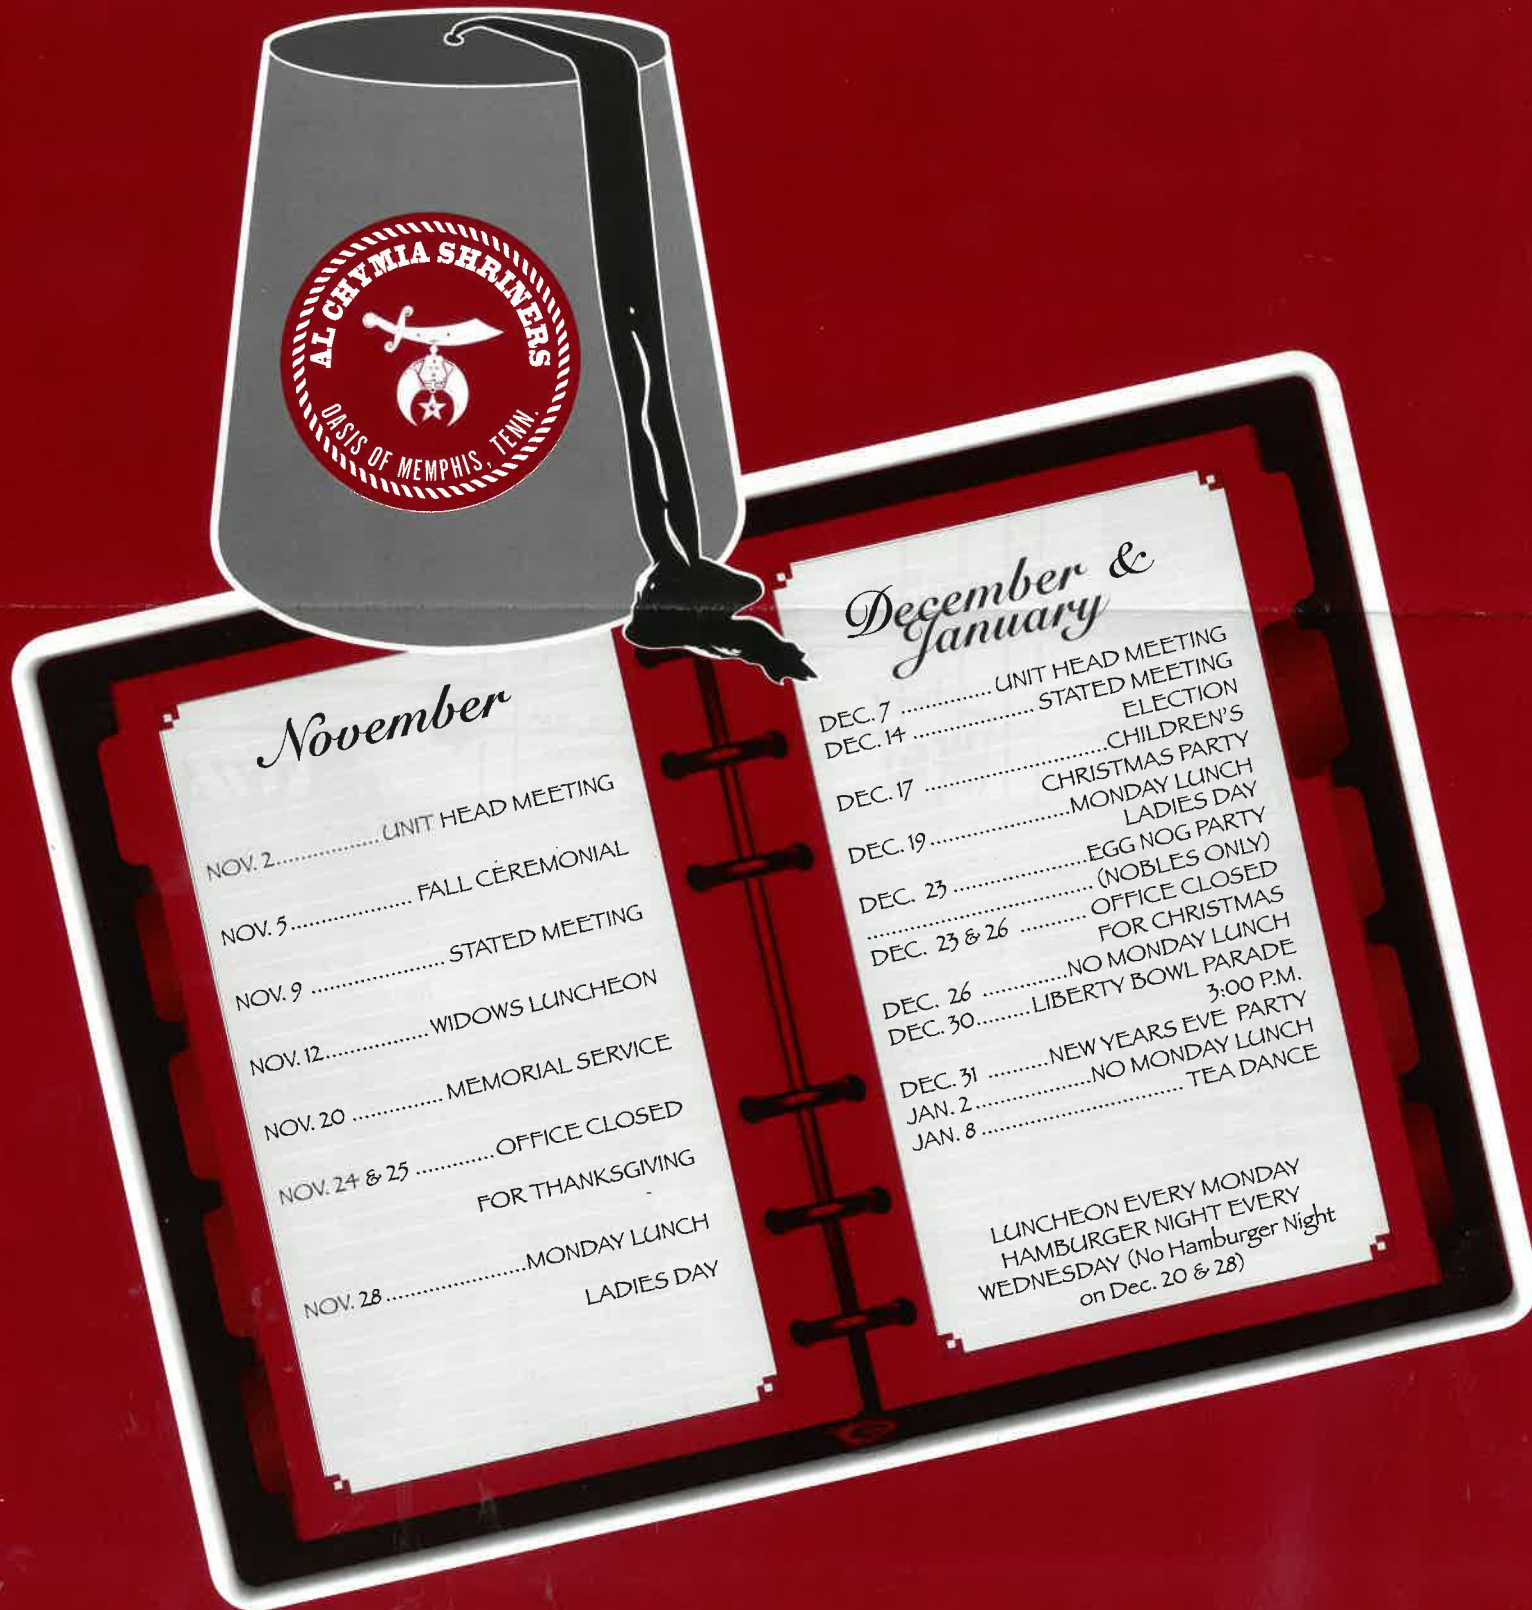 AL CHYMIA SHRINERS
OASIS OF MEMPHIS, TENN.
November
NOV. 2.................UNIT HEAD MEETING
NOV. 5.................... FALL CEREMONIAL
NOV. 9 ...................... STATED MEETING
NOV. 12.................WIDOWS LUNCHEON
NOV. 20 ............... MEMORIAL SERVICE
NOV. 24 & 25 .............OFFICE CLOSED
FOR THANKSGIVING
NOV. 28.......................MONDAY LUNCH
LADIES DAY
December &
January
DEC. 7 ...............UNIT HEAD MEETING
DEC. 14 .................... STATED MEETING
ELECTION
DEC. 17 ..............................CHILDREN'S
CHRISTMAS PARTY
DEC. 19.......................MONDAY LUNCH
LADIES DAY
DEC. 23 ......................EGG NOG PARTY
..................................... (NOBLES ONLY)
DEC. 23 & 26 ........... OFFICE CLOSED
FOR CHRISTMAS
DEC. 26 ..............NO MONDAY LUNCH
DEC. 30.........LIBERTY BOWL PARADE
3:00 P.M.
DEC. 31 ..........NEW YEARS EVE PARTY
JAN. 2...................NO MONDAY LUNCH
JAN. 8 ................................. TEA DANCE
LUNCHEON EVERY MONDAY
HAMBURGER NIGHT EVERY
WEDNESDAY (No Hamburger Night
on Dec. 20 & 28)